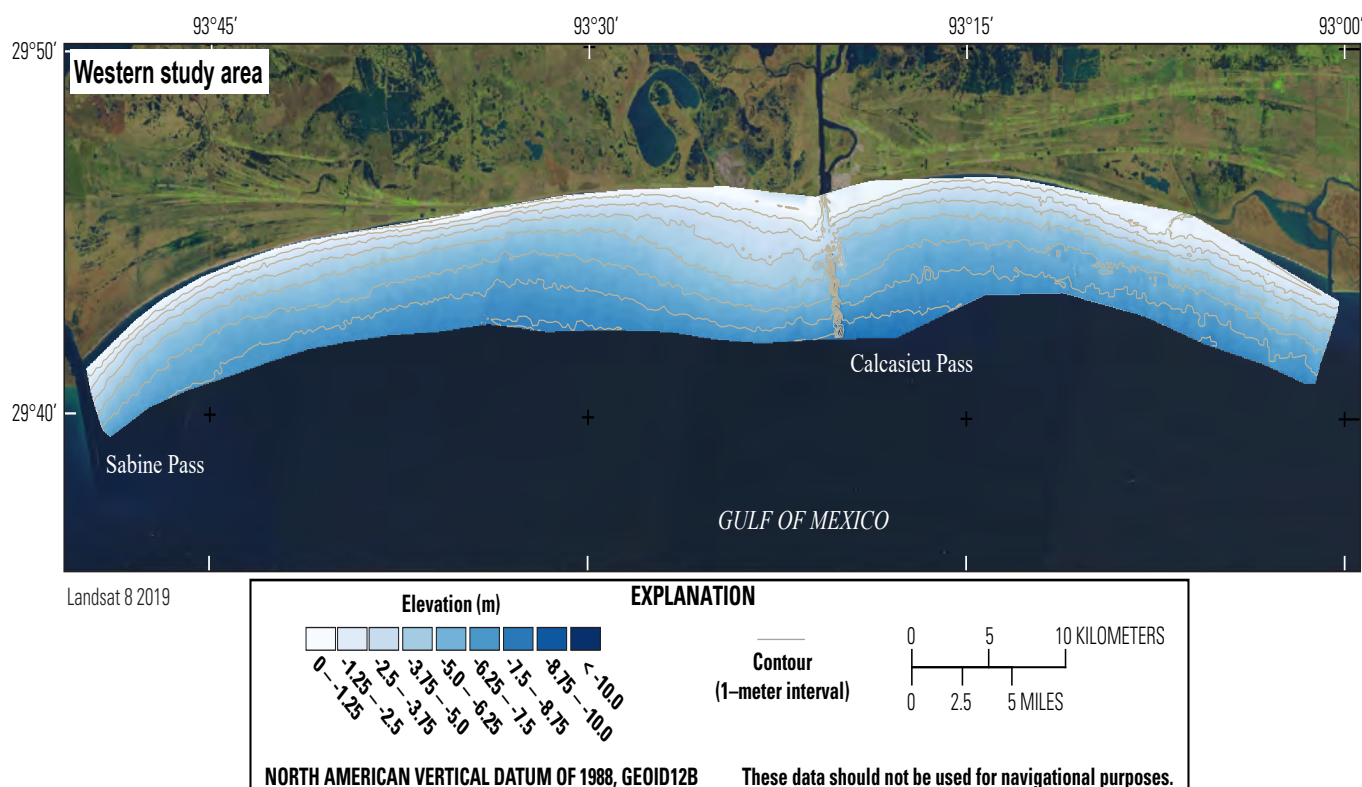 93°45′ 93°30′ 93°15′ 93°00′
29°50′
Western study area
Calcasieu Pass
29°40′
Sabine Pass
GULF OF MEXICO
Landsat 8 2019
EXPLANATION
Elevation (m)
0 – -1.25
-1.25 – -2.5
-2.5 – -3.75
-3.75 – -5.0
-5.0 – -6.25
-6.25 – -7.5
-7.5 – -8.75
-8.75 – -10.0
< -10.0
Contour
(1–meter interval)
0 5 10 KILOMETERS
0 2.5 5 MILES
NORTH AMERICAN VERTICAL DATUM OF 1988, GEOID12B
These data should not be used for navigational purposes.